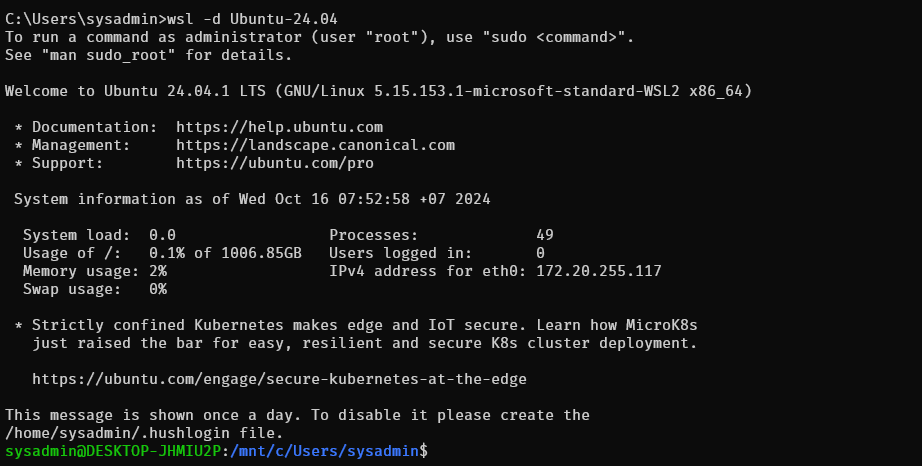 C:\Users\sysadmin>wsl -d Ubuntu-24.04
To run a command as administrator (user "root"), use "sudo <command>".
See "man sudo_root" for details.

Welcome to Ubuntu 24.04.1 LTS (GNU/Linux 5.15.153.1-microsoft-standard-WSL2 x86_64)

 * Documentation:  https://help.ubuntu.com
 * Management:     https://landscape.canonical.com
 * Support:        https://ubuntu.com/pro

 System information as of Wed Oct 16 07:52:58 +07 2024

  System load:  0.0                 Processes:             49
  Usage of /:   0.1% of 1006.85GB   Users logged in:       0
  Memory usage: 2%                  IPv4 address for eth0: 172.20.255.117
  Swap usage:   0%

 * Strictly confined Kubernetes makes edge and IoT secure. Learn how MicroK8s
   just raised the bar for easy, resilient and secure K8s cluster deployment.

   https://ubuntu.com/engage/secure-kubernetes-at-the-edge

This message is shown once a day. To disable it please create the
/home/sysadmin/.hushlogin file.
sysadmin@DESKTOP-JHMIU2P:/mnt/c/Users/sysadmin$